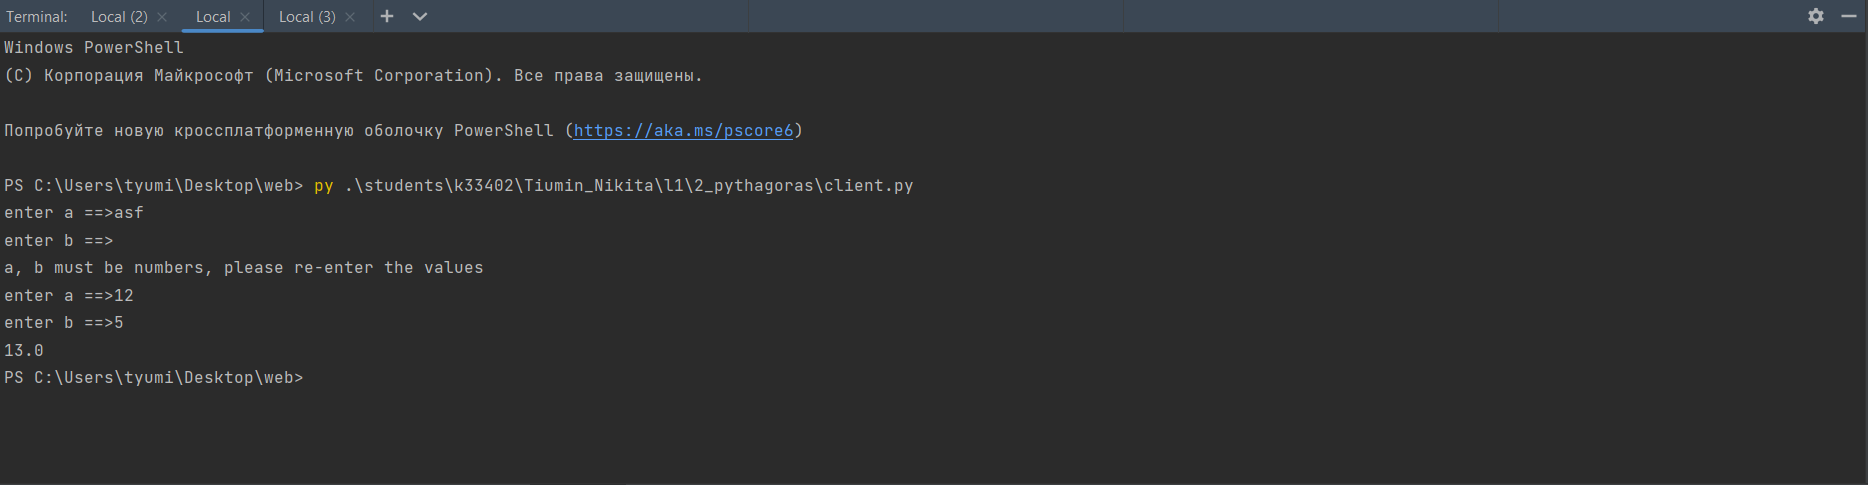 Terminal: Local (2) Local Local (3)
Windows PowerShell
(C) Корпорация Майкрософт (Microsoft Corporation). Все права защищены.
Попробуйте новую кроссплатформенную оболочку PowerShell (https://aka.ms/pscore6)
PS C:\Users\tyumi\Desktop\web> py .\students\k33402\Tiumin_Nikita\l1\2_pythagoras\client.py
enter a ==>asf
enter b ==>
a, b must be numbers, please re-enter the values
enter a ==>12
enter b ==>5
13.0
PS C:\Users\tyumi\Desktop\web>